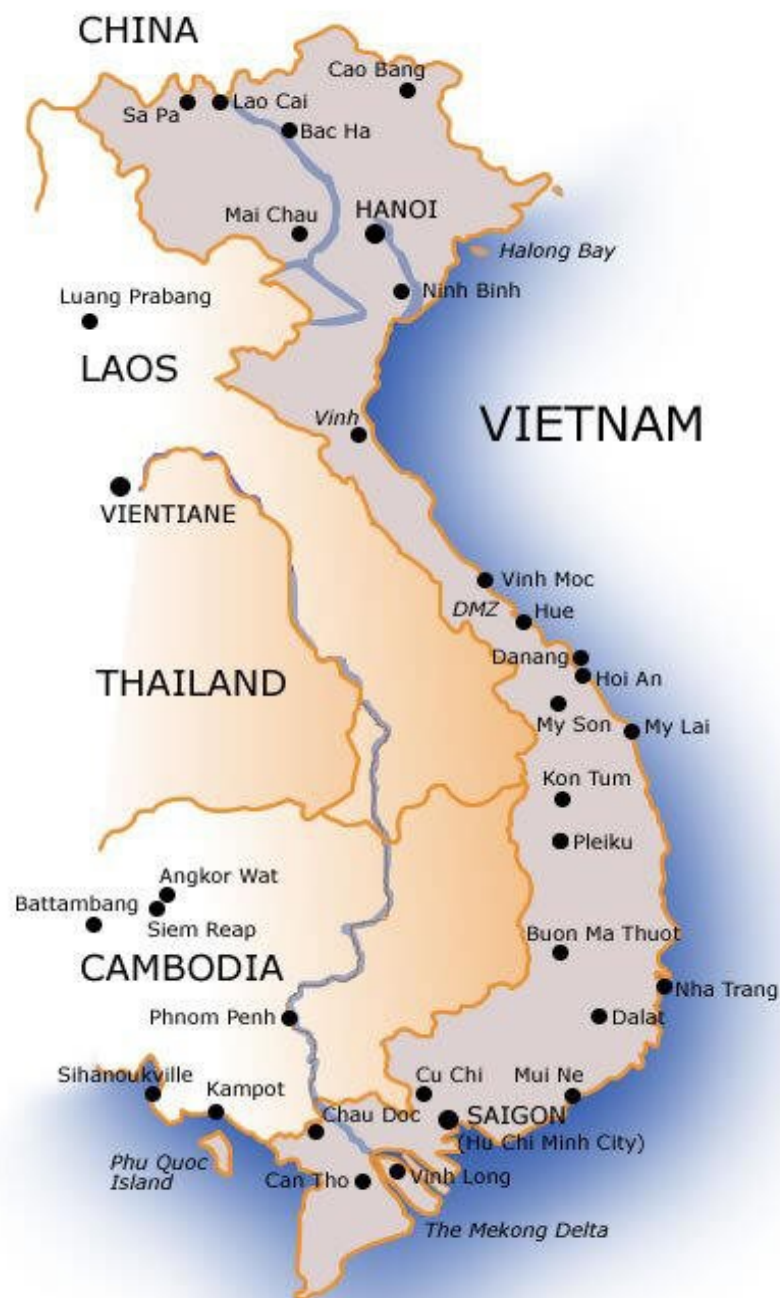 CHINA
Cao Bang
Sa Pa
Lao Cai
Bac Ha
Mai Chau
HANOI
Halong Bay
Luang Prabang
Ninh Binh
LAOS
VIETNAM
Vinh
VIENTIANE
Vinh Moc
DMZ
Hue
Danang
THAILAND
Hoi An
My Son
My Lai
Kon Tum
Pleiku
Angkor Wat
Battambang
Siem Reap
Buon Ma Thuot
CAMBODIA
Nha Trang
Phnom Penh
Dalat
Sihanoukville
Cu Chi
Mui Ne
Kampot
Chau Doc
SAIGON
(Hu Chi Minh City)
Phu Quoc
Island
Can Tho
Vinh Long
The Mekong Delta